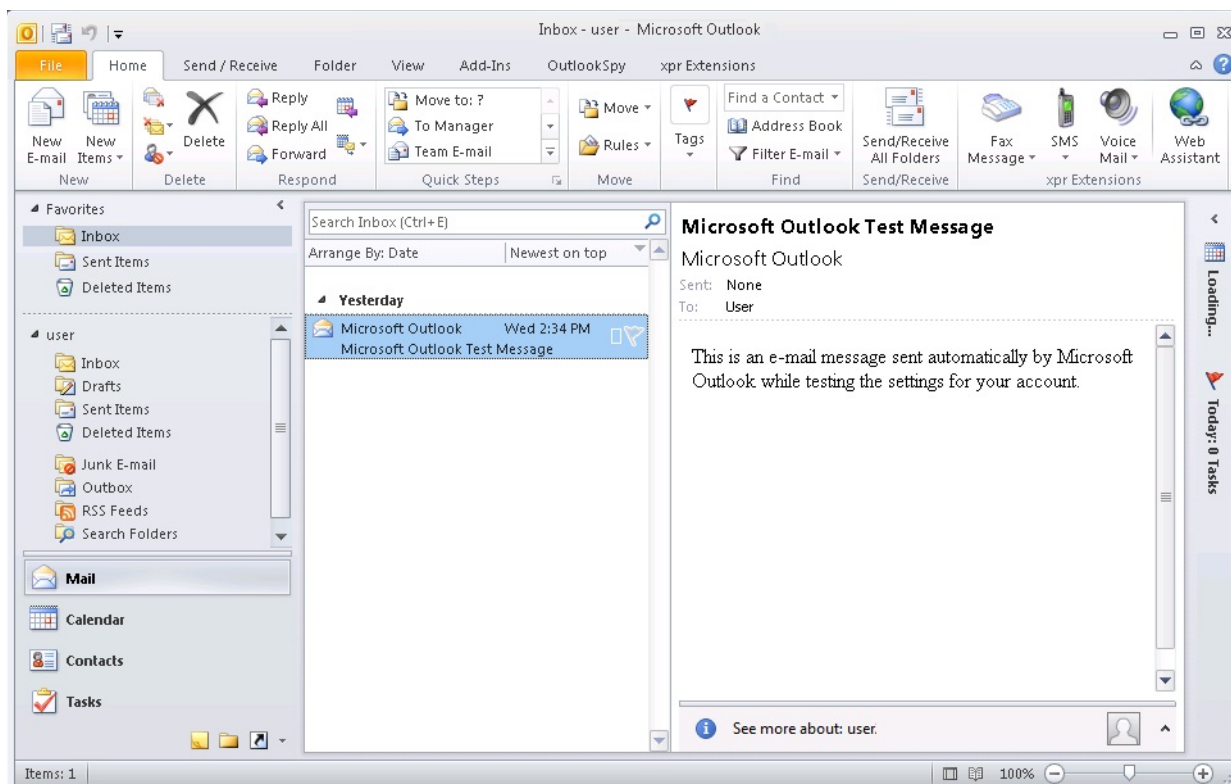 Inbox - user - Microsoft Outlook
File Home Send / Receive Folder View Add-Ins OutlookSpy xpr Extensions
New E-mail
New Items
New
Delete
Delete
Reply
Reply All
Forward
Respond
Move to: ?
To Manager
Team E-mail
Quick Steps
Move
Rules
Move
Tags
Find a Contact
Address Book
Filter E-mail
Find
Send/Receive
All Folders
Send/Receive
Fax
Message
SMS
Voice
Mail
xpr Extensions
Web
Assistant
Favorites
Inbox
Sent Items
Deleted Items
user
Inbox
Drafts
Sent Items
Deleted Items
Junk E-mail
Outbox
RSS Feeds
Search Folders
Mail
Calendar
Contacts
Tasks
Search Inbox (Ctrl+E)
Arrange By: Date Newest on top
Yesterday
Microsoft Outlook Wed 2:34 PM
Microsoft Outlook Test Message
Microsoft Outlook Test Message
Microsoft Outlook
Sent: None
To: User
This is an e-mail message sent automatically by Microsoft
Outlook while testing the settings for your account.
See more about: user.
Loading...
Today: 0 Tasks
Items: 1
100%